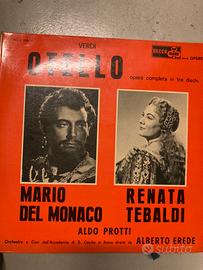 VERDI
DECCA
OTELLO
opera completa in tre dischi
MARIO RENATA
DEL MONACO TEBALDI
ALDO PROTTI
Orchestra e Coro dell'Accademia di S. Cecilia in Roma diretti da ALBERTO EREDE
subito